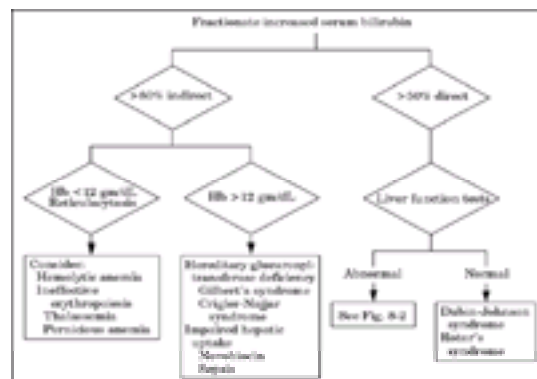 Fractionate increased serum bilirubin
>80% indirect
>50% direct
Hb <12 gm/dL
Reticulocytosis
Hb >12 gm/dL
Liver function tests
Consider:
Hemolytic anemia
Ineffective
erythropoiesis
Thalassemia
Pernicious anemia
Hereditary glucuronyl
transferase deficiency
Gilbert's syndrome
Crigler-Najjar
syndrome
Impaired hepatic
uptake
Novobiocin
Abnormal
Normal
See Fig. 8-2
Dubin-Johnson
syndrome
Rotor's
syndrome